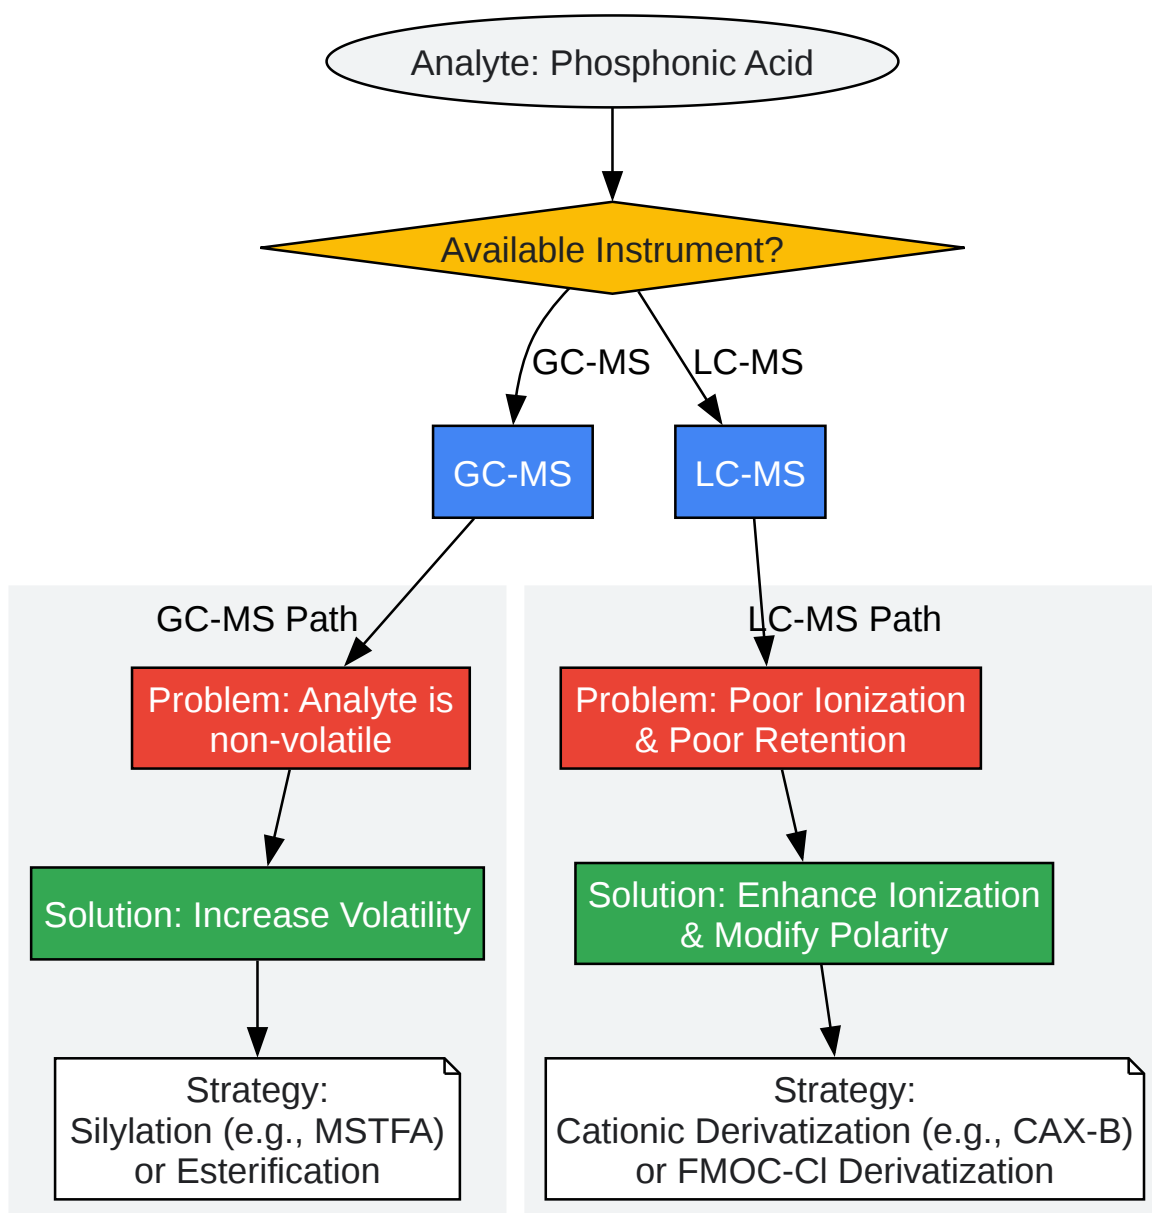 Analyte: Phosphonic Acid
Available Instrument?
GC-MS
LC-MS
GC-MS
LC-MS
GC-MS Path
Problem: Analyte is
non-volatile
Solution: Increase Volatility
Strategy:
Silylation (e.g., MSTFA)
or Esterification
LC-MS Path
Problem: Poor Ionization
& Poor Retention
Solution: Enhance Ionization
& Modify Polarity
Strategy:
Cationic Derivatization (e.g., CAX-B)
or FMOC-Cl Derivatization